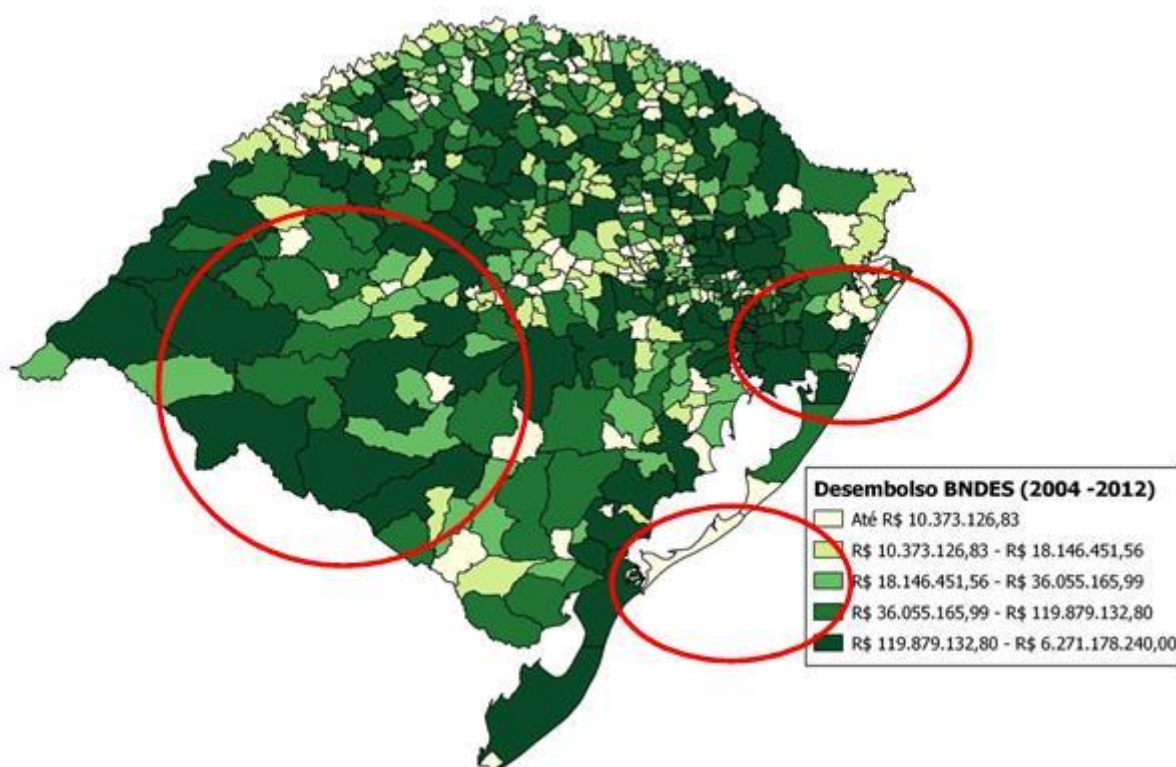 Desembolso BNDES (2004 -2012)
Até R$ 10.373.126,83
R$ 10.373.126,83 - R$ 18.146.451,56
R$ 18.146.451,56 - R$ 36.055.165,99
R$ 36.055.165,99 - R$ 119.879.132,80
R$ 119.879.132,80 - R$ 6.271.178.240,00